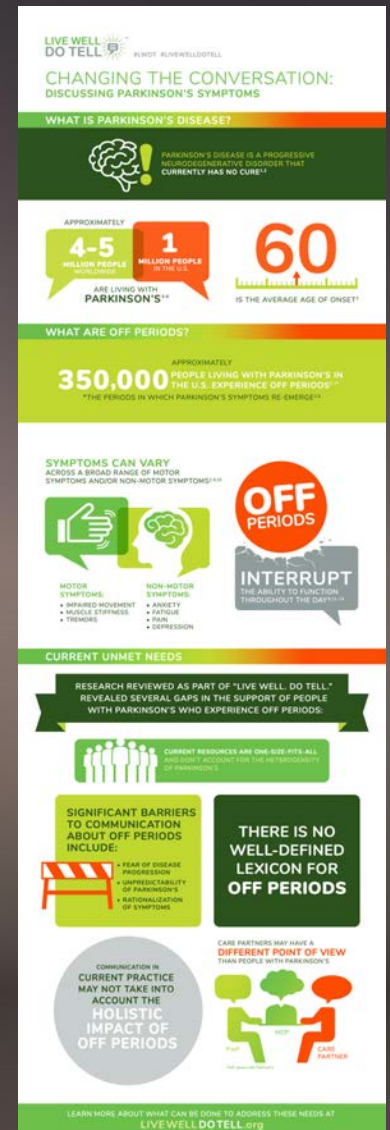 LIVE WELL
DO TELL
#LWDT #LIVEWELLDOTELL
CHANGING THE CONVERSATION:
DISCUSSING PARKINSON'S SYMPTOMS
WHAT IS PARKINSON'S DISEASE?
PARKINSON'S DISEASE IS A PROGRESSIVE
NEURODEGENERATIVE DISORDER THAT
CURRENTLY HAS NO CURE
APPROXIMATELY
4-5
MILLION PEOPLE
WORLDWIDE
1
MILLION PEOPLE
IN THE U.S.
ARE LIVING WITH
PARKINSON'S
60
IS THE AVERAGE AGE OF ONSET
WHAT ARE OFF PERIODS?
APPROXIMATELY
350,000 PEOPLE LIVING WITH PARKINSON'S IN
THE U.S. EXPERIENCE OFF PERIODS
*THE PERIODS IN WHICH PARKINSON'S SYMPTOMS RE-EMERGE
SYMPTOMS CAN VARY
ACROSS A BROAD RANGE OF MOTOR
SYMPTOMS AND/OR NON-MOTOR SYMPTOMS
MOTOR
SYMPTOMS:
• IMPAIRED MOVEMENT
• MUSCLE STIFFNESS
• TREMORS
NON-MOTOR
SYMPTOMS:
• ANXIETY
• FATIGUE
• PAIN
• DEPRESSION
OFF
PERIODS
INTERRUPT
THE ABILITY TO FUNCTION
THROUGHOUT THE DAY
CURRENT UNMET NEEDS
RESEARCH REVIEWED AS PART OF "LIVE WELL. DO TELL."
REVEALED SEVERAL GAPS IN THE SUPPORT OF PEOPLE
WITH PARKINSON'S WHO EXPERIENCE OFF PERIODS:
CURRENT RESOURCES ARE ONE-SIZE-FITS-ALL
AND DON'T ACCOUNT FOR THE HETEROGENEITY
OF PARKINSON'S
SIGNIFICANT BARRIERS
TO COMMUNICATION
ABOUT OFF PERIODS
INCLUDE:
• FEAR OF DISEASE
PROGRESSION
• UNPREDICTABILITY
OF PARKINSON'S
• RATIONALIZATION
OF SYMPTOMS
THERE IS NO
WELL-DEFINED
LEXICON FOR
OFF PERIODS
COMMUNICATION IN
CURRENT PRACTICE
MAY NOT TAKE INTO
ACCOUNT THE
HOLISTIC
IMPACT OF
OFF PERIODS
CARE PARTNERS MAY HAVE A
DIFFERENT POINT OF VIEW
THAN PEOPLE WITH PARKINSON'S
HCP
PwP
CARE
PARTNER
LEARN MORE ABOUT WHAT CAN BE DONE TO ADDRESS THESE NEEDS AT
LIVEWELLDOTELL.org